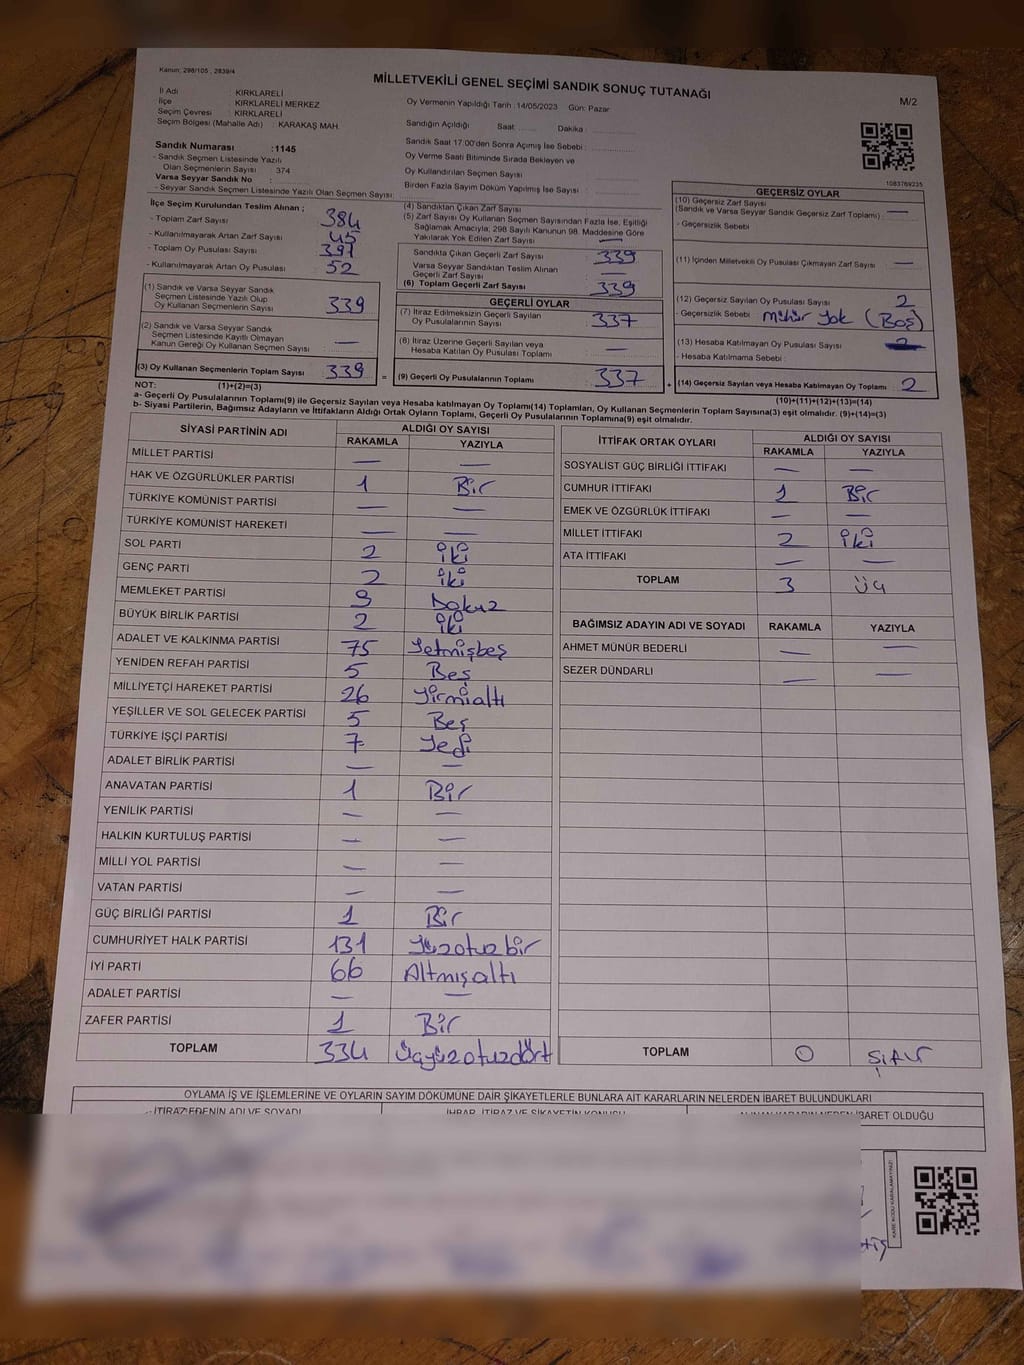 Kanun: 298/105 , 2839/4
MİLLETVEKİLİ GENEL SEÇİMİ SANDIK SONUÇ TUTANAĞI
M/2
İl Adı : KIRKLARELİ
İlçe : KIRKLARELİ MERKEZ
Seçim Çevresi : KIRKLARELİ
Seçim Bölgesi (Mahalle Adı) : KARAKAŞ MAH.
Oy Vermenin Yapıldığı Tarih :14/05/2023 Gün: Pazar
Sandığın Açıldığı Saat ...... Dakika :
Sandık Saat 17:00'den Sonra Açılmış İse Sebebi :
Oy Verme Saati Bitiminde Sırada Bekleyen ve
Oy Kullandırılan Seçmen Sayısı
Birden Fazla Sayım Döküm Yapılmış İse Sayısı :
Sandık Numarası :1145
- Sandık Seçmen Listesinde Yazılı
Olan Seçmenlerin Sayısı : 374
Varsa Seyyar Sandık No :
- Seyyar Sandık Seçmen Listesinde Yazılı Olan Seçmen Sayısı:
1083769235
İlçe Seçim Kurulundan Teslim Alınan ;
- Toplam Zarf Sayısı : 384
- Kullanılmayarak Artan Zarf Sayısı : 45
- Toplam Oy Pusulası Sayısı : 391
- Kullanılmayarak Artan Oy Pusulası : 52
(1) Sandık ve Varsa Seyyar Sandık
Seçmen Listesinde Yazılı Olup
Oy Kullanan Seçmenlerin Sayısı : 339
(2) Sandık ve Varsa Seyyar Sandık
Seçmen Listesinde Kayıtlı Olmayan
Kanun Gereği Oy Kullanan Seçmen Sayısı : —
(3) Oy Kullanan Seçmenlerin Toplam Sayısı : 339
(4) Sandıktan Çıkan Zarf Sayısı
(5) Zarf Sayısı Oy Kullanan Seçmen Sayısından Fazla İse, Eşitliği
Sağlamak Amacıyla; 298 Sayılı Kanunun 98. Maddesine Göre
Yakılarak Yok Edilen Zarf Sayısı : —
Sandıkta Çıkan Geçerli Zarf Sayısı : 339
Varsa Seyyar Sandıktan Teslim Alınan
Geçerli Zarf Sayısı : —
(6) Toplam Geçerli Zarf Sayısı : 339
GEÇERLİ OYLAR
(7) İtiraz Edilmeksizin Geçerli Sayılan
Oy Pusulalarının Sayısı : 337
(8) İtiraz Üzerine Geçerli Sayılan veya
Hesaba Katılan Oy Pusulası Toplamı : —
= (9) Geçerli Oy Pusulalarının Toplamı : 337
GEÇERSİZ OYLAR
(10) Geçersiz Zarf Sayısı
(Sandık ve Varsa Seyyar Sandık Geçersiz Zarf Toplamı) : —
- Geçersizlik Sebebi
(11) İçinden Milletvekili Oy Pusulası Çıkmayan Zarf Sayısı : —
(12) Geçersiz Sayılan Oy Pusulası Sayısı : 2
- Geçersizlik Sebebi : Mühür Yok (Boş)
(13) Hesaba Katılmayan Oy Pusulası Sayısı :
- Hesaba Katılmama Sebebi :
+ (14) Geçersiz Sayılan veya Hesaba Katılmayan Oy Toplamı : 2
NOT: (1)+(2)=(3)
(10)+(11)+(12)+(13)=(14)
a- Geçerli Oy Pusulalarının Toplamı(9) ile Geçersiz Sayılan veya Hesaba katılmayan Oy Toplamı(14) Toplamları, Oy Kullanan Seçmenlerin Toplam Sayısına(3) eşit olmalıdır. (9)+(14)=(3)
b- Siyasi Partilerin, Bağımsız Adayların ve İttifakların Aldığı Ortak Oyların Toplamı, Geçerli Oy Pusulalarının Toplamına(9) eşit olmalıdır.
SİYASİ PARTİNİN ADI ALDIĞI OY SAYISI
RAKAMLA YAZIYLA
MİLLET PARTİSİ — —
HAK VE ÖZGÜRLÜKLER PARTİSİ 1 Bir
TÜRKİYE KOMÜNİST PARTİSİ — —
TÜRKİYE KOMÜNİST HAREKETİ — —
SOL PARTİ 2 iki
GENÇ PARTİ 2 iki
MEMLEKET PARTİSİ 9 Dokuz
BÜYÜK BİRLİK PARTİSİ 2 iki
ADALET VE KALKINMA PARTİSİ 75 Yetmişbeş
YENİDEN REFAH PARTİSİ 5 Beş
MİLLİYETÇİ HAREKET PARTİSİ 26 Yirmialtı
YEŞİLLER VE SOL GELECEK PARTİSİ 5 Beş
TÜRKİYE İŞÇİ PARTİSİ 7 Yedi
ADALET BİRLİK PARTİSİ — —
ANAVATAN PARTİSİ 1 Bir
YENİLİK PARTİSİ — —
HALKIN KURTULUŞ PARTİSİ — —
MİLLİ YOL PARTİSİ — —
VATAN PARTİSİ — —
GÜÇ BİRLİĞİ PARTİSİ 1 Bir
CUMHURİYET HALK PARTİSİ 131 Yüzotuzbir
İYİ PARTİ 66 Altmışaltı
ADALET PARTİSİ — —
ZAFER PARTİSİ 1 Bir
TOPLAM 334 Üçyüzotuzdört
İTTİFAK ORTAK OYLARI ALDIĞI OY SAYISI
RAKAMLA YAZIYLA
SOSYALİST GÜÇ BİRLİĞİ İTTİFAKI — —
CUMHUR İTTİFAKI 1 Bir
EMEK VE ÖZGÜRLÜK İTTİFAKI — —
MİLLET İTTİFAKI 2 iki
ATA İTTİFAKI — —
TOPLAM 3 Üç
BAĞIMSIZ ADAYIN ADI VE SOYADI RAKAMLA YAZIYLA
AHMET MÜNÜR BEDERLİ — —
SEZER DÜNDARLI — —
TOPLAM 0 Sıfır
OYLAMA İŞ VE İŞLEMLERİNE VE OYLARIN SAYIM DÖKÜMÜNE DAİR ŞİKAYETLERLE BUNLARA AİT KARARLARIN NELERDEN İBARET BULUNDUKLARI
İTİRAZ EDENİN ADI VE SOYADI İHBAR, İTİRAZ VE ŞİKAYETİN KONUSU ALINAN KARARIN NEDEN İBARET OLDUĞU
KARE KODU KARALAMAYINIZ!